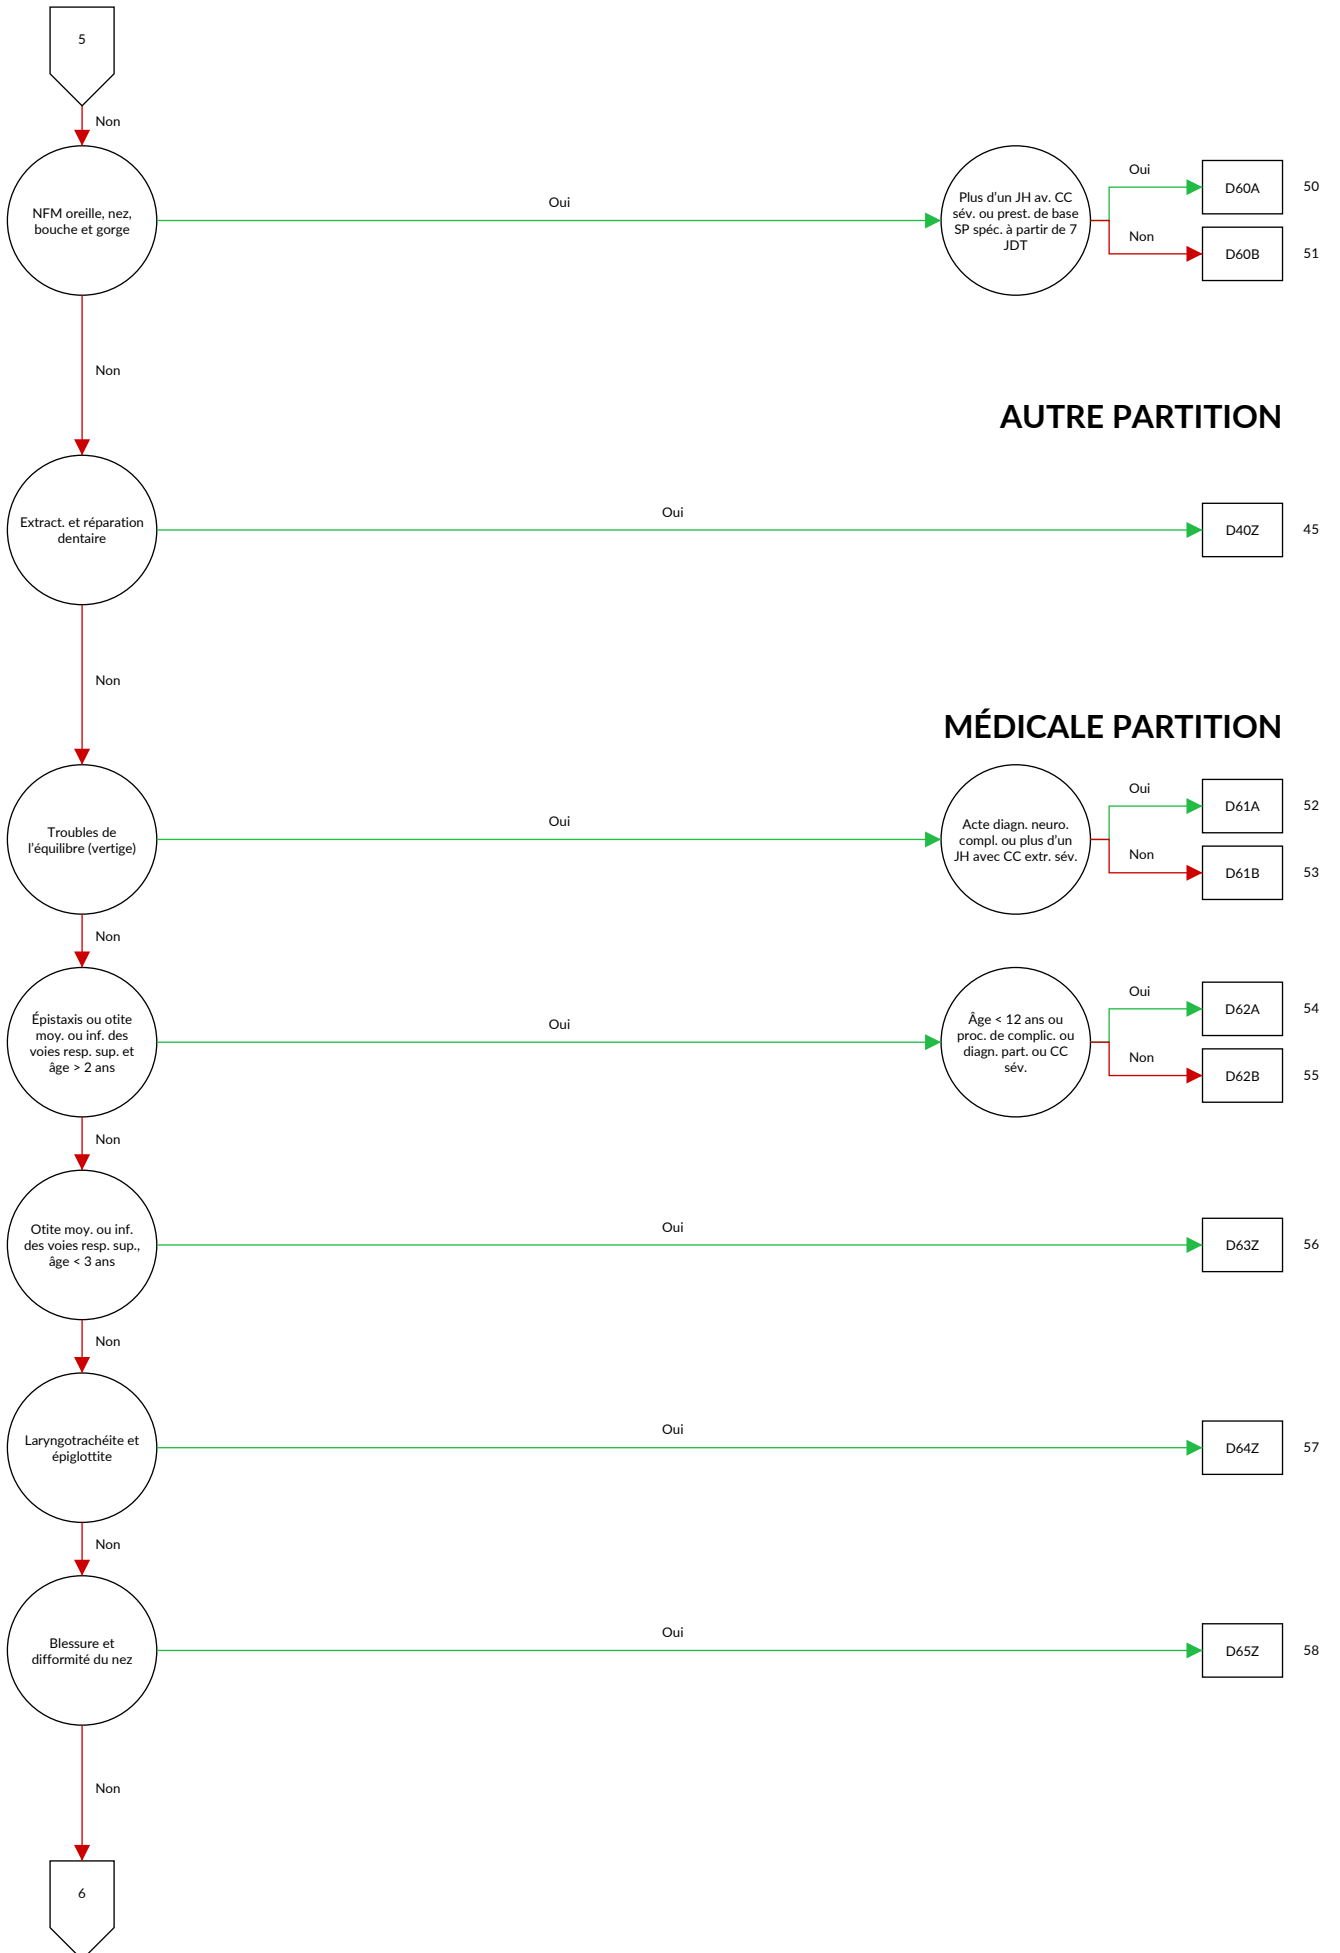 5
Non
NFM oreille, nez,
bouche et gorge
Oui
Plus d'un JH av. CC
sév. ou prest. de base
SP spéc. à partir de 7
JDT
Oui
D60A
50
Non
D60B
51
Non
AUTRE PARTITION
Extract. et réparation
dentaire
Oui
D40Z
45
Non
MÉDICALE PARTITION
Troubles de
l'équilibre (vertige)
Oui
Acte diagn. neuro.
compl. ou plus d'un
JH avec CC extr. sév.
Oui
D61A
52
Non
D61B
53
Non
Épistaxis ou otite
moy. ou inf. des
voies resp. sup. et
âge > 2 ans
Oui
Âge < 12 ans ou
proc. de complic. ou
diagn. part. ou CC
sév.
Oui
D62A
54
Non
D62B
55
Non
Otite moy. ou inf.
des voies resp. sup.,
âge < 3 ans
Oui
D63Z
56
Non
Laryngotrachéite et
épiglottite
Oui
D64Z
57
Non
Blessure et
difformité du nez
Oui
D65Z
58
Non
6